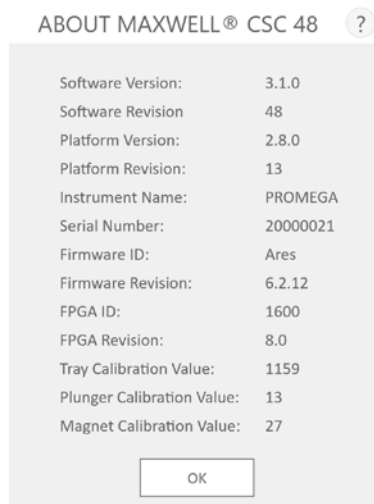 ABOUT MAXWELL® CSC 48 ?
Software Version: 3.1.0
Software Revision 48
Platform Version: 2.8.0
Platform Revision: 13
Instrument Name: PROMEGA
Serial Number: 20000021
Firmware ID: Ares
Firmware Revision: 6.2.12
FPGA ID: 1600
FPGA Revision: 8.0
Tray Calibration Value: 1159
Plunger Calibration Value: 13
Magnet Calibration Value: 27
OK